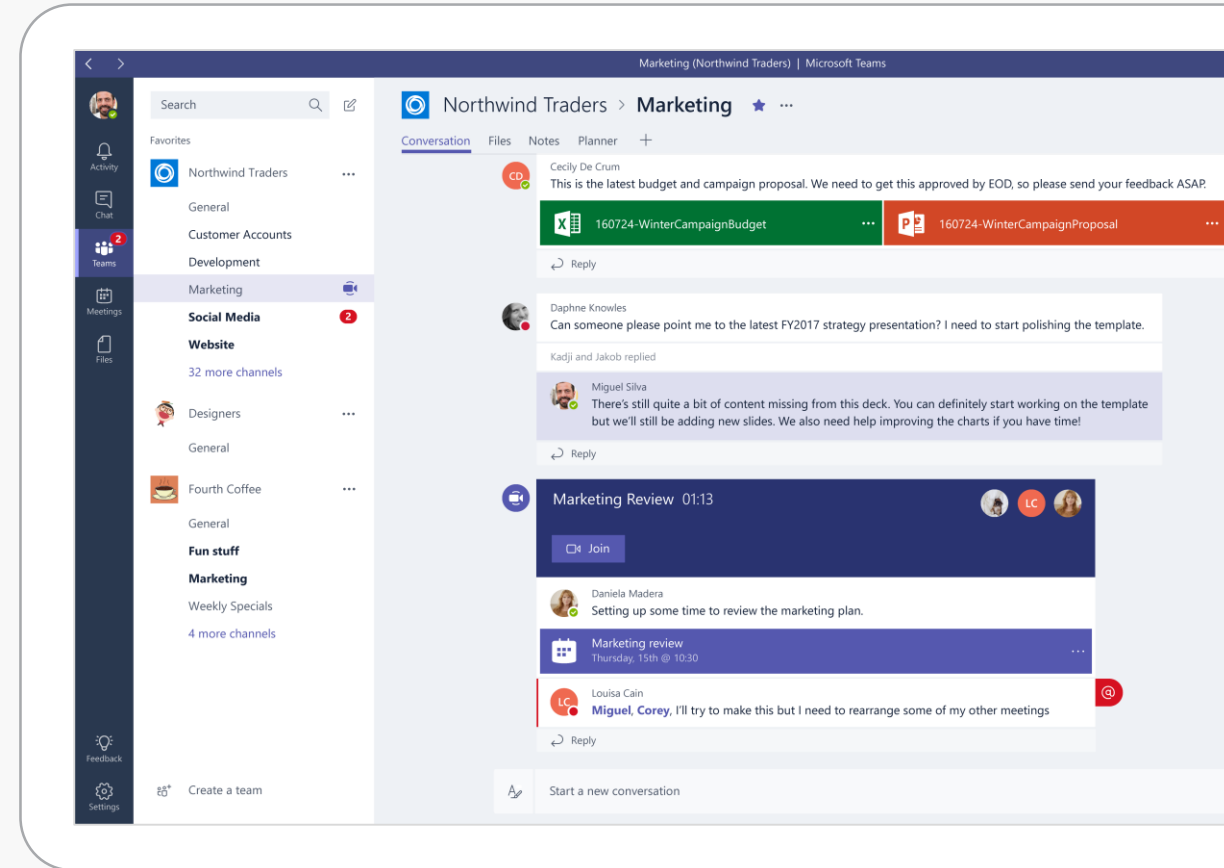 Marketing (Northwind Traders) | Microsoft Teams
Activity
Chat
2
Teams
Meetings
Files
Feedback
Settings
Search
Favorites
Northwind Traders
General
Customer Accounts
Development
Marketing
Social Media 2
Website
32 more channels
Designers
General
Fourth Coffee
General
Fun stuff
Marketing
Weekly Specials
4 more channels
Create a team
Northwind Traders > Marketing
Conversation Files Notes Planner
CD
Cecily De Crum
This is the latest budget and campaign proposal. We need to get this approved by EOD, so please send your feedback ASAP.
160724-WinterCampaignBudget
160724-WinterCampaignProposal
Reply
Daphne Knowles
Can someone please point me to the latest FY2017 strategy presentation? I need to start polishing the template.
Kadji and Jakob replied
Miguel Silva
There's still quite a bit of content missing from this deck. You can definitely start working on the template
but we'll still be adding new slides. We also need help improving the charts if you have time!
Reply
Marketing Review 01:13
LC
Join
Daniela Madera
Setting up some time to review the marketing plan.
Marketing review
Thursday, 15th @ 10:30
LC
Louisa Cain
Miguel, Corey, I'll try to make this but I need to rearrange some of my other meetings
@
Reply
Start a new conversation